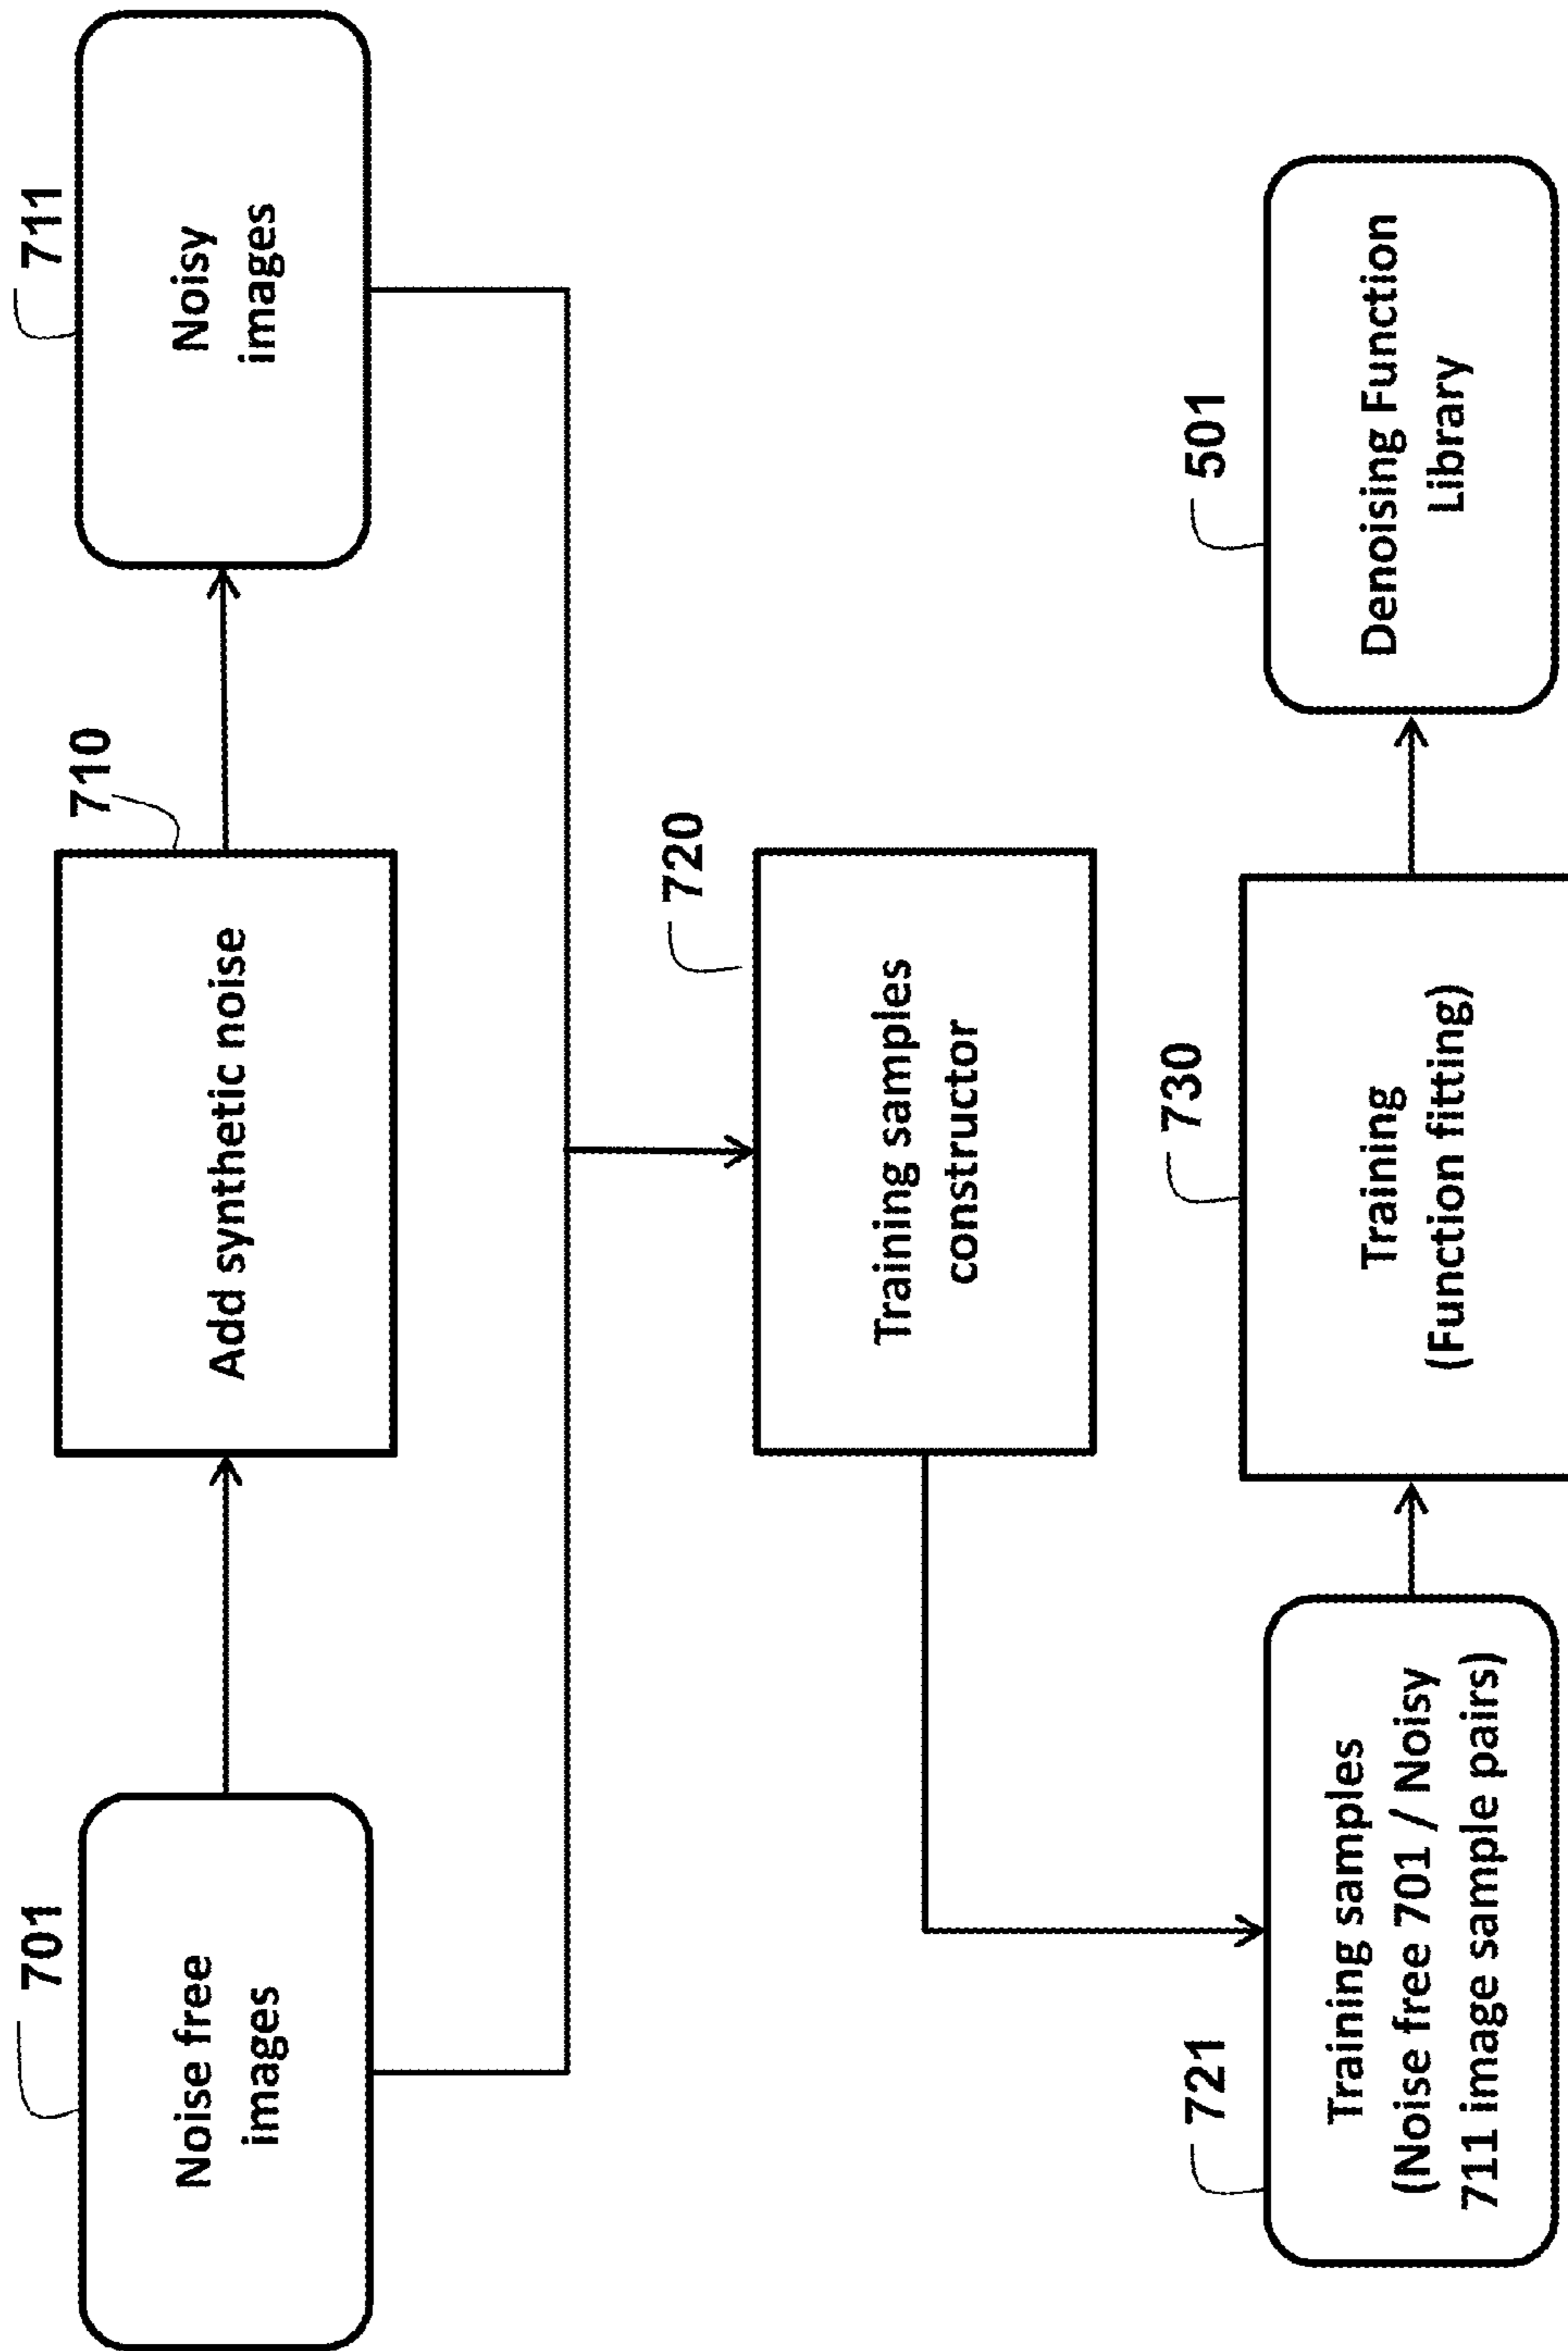 701
Noise free
images
710
Add synthetic noise
711
Noisy
images
720
Training samples
constructor
721
Training samples
(Noise free 701 / Noisy
711 image sample pairs)
730
Training
(Function fitting)
501
Denoising Function
Library